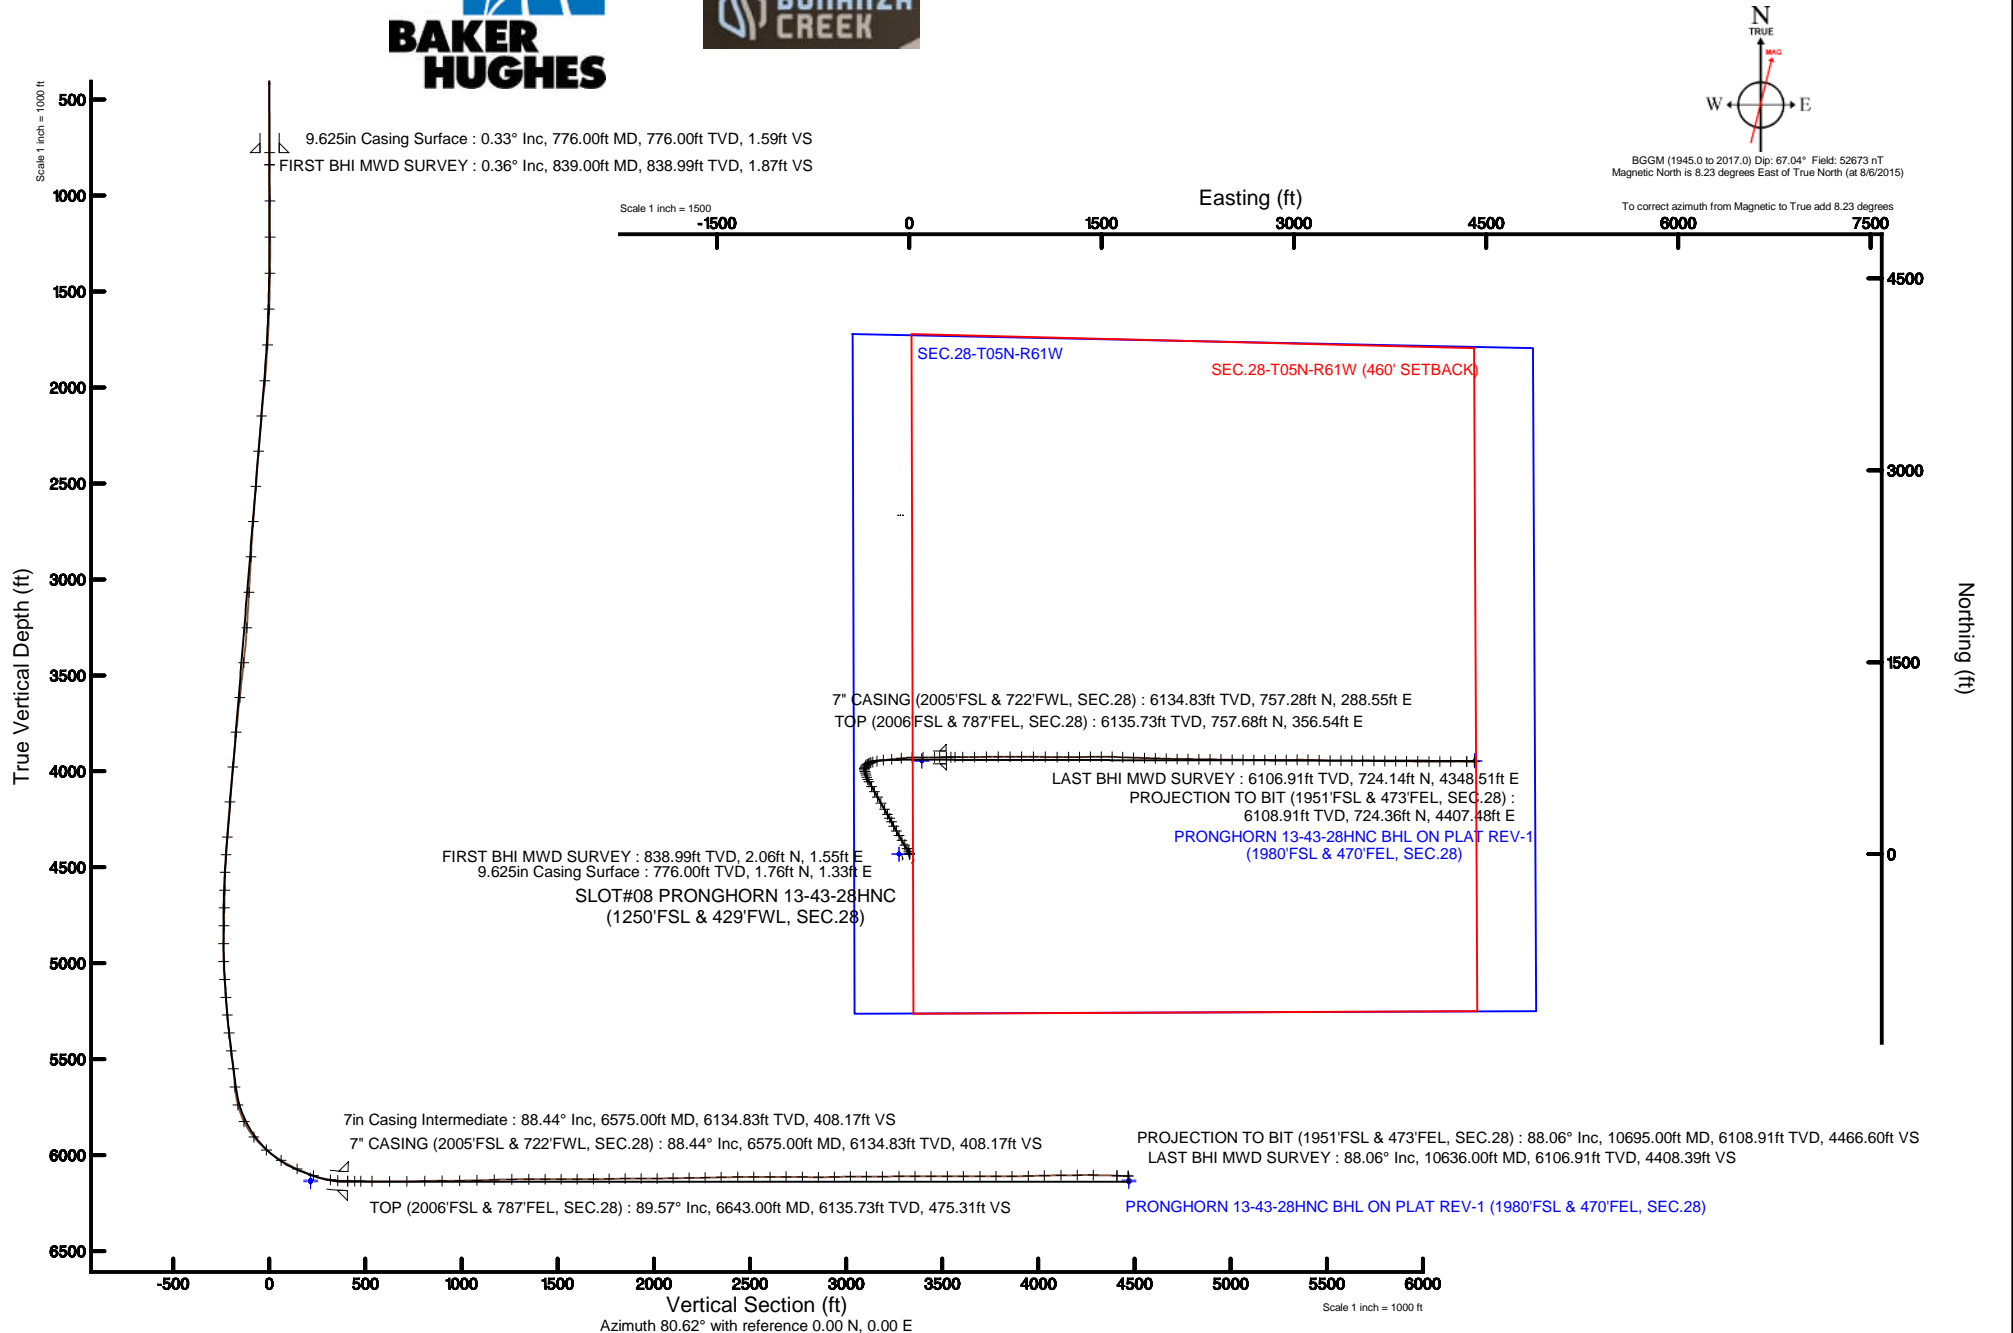 BAKER
HUGHES
BONANZA
CREEK
N
TRUE
MAG
W
E
BGGM (1945.0 to 2017.0) Dip: 67.04° Field: 52673 nT
Magnetic North is 8.23 degrees East of True North (at 8/6/2015)
To correct azimuth from Magnetic to True add 8.23 degrees
Scale 1 inch = 1000 ft
500
1000
1500
2000
2500
3000
3500
4000
4500
5000
5500
6000
6500
True Vertical Depth (ft)
9.625in Casing Surface : 0.33° Inc, 776.00ft MD, 776.00ft TVD, 1.59ft VS
FIRST BHI MWD SURVEY : 0.36° Inc, 839.00ft MD, 838.99ft TVD, 1.87ft VS
Easting (ft)
Scale 1 inch = 1500
-1500
0
1500
3000
4500
6000
7500
4500
3000
1500
0
Northing (ft)
SEC.28-T05N-R61W
SEC.28-T05N-R61W (460' SETBACK)
7" CASING (2005'FSL & 722'FWL, SEC.28) : 6134.83ft TVD, 757.28ft N, 288.55ft E
TOP (2006'FSL & 787'FEL, SEC.28) : 6135.73ft TVD, 757.68ft N, 356.54ft E
LAST BHI MWD SURVEY : 6106.91ft TVD, 724.14ft N, 4348.51ft E
PROJECTION TO BIT (1951'FSL & 473'FEL, SEC.28) :
6108.91ft TVD, 724.36ft N, 4407.48ft E
PRONGHORN 13-43-28HNC BHL ON PLAT REV-1
(1980'FSL & 470'FEL, SEC.28)
FIRST BHI MWD SURVEY : 838.99ft TVD, 2.06ft N, 1.55ft E
9.625in Casing Surface : 776.00ft TVD, 1.76ft N, 1.33ft E
SLOT#08 PRONGHORN 13-43-28HNC
(1250'FSL & 429'FWL, SEC.28)
7in Casing Intermediate : 88.44° Inc, 6575.00ft MD, 6134.83ft TVD, 408.17ft VS
7" CASING (2005'FSL & 722'FWL, SEC.28) : 88.44° Inc, 6575.00ft MD, 6134.83ft TVD, 408.17ft VS
TOP (2006'FSL & 787'FEL, SEC.28) : 89.57° Inc, 6643.00ft MD, 6135.73ft TVD, 475.31ft VS
PROJECTION TO BIT (1951'FSL & 473'FEL, SEC.28) : 88.06° Inc, 10695.00ft MD, 6108.91ft TVD, 4466.60ft VS
LAST BHI MWD SURVEY : 88.06° Inc, 10636.00ft MD, 6106.91ft TVD, 4408.39ft VS
PRONGHORN 13-43-28HNC BHL ON PLAT REV-1 (1980'FSL & 470'FEL, SEC.28)
-500
0
500
1000
1500
2000
2500
3000
3500
4000
4500
5000
5500
6000
Vertical Section (ft)
Scale 1 inch = 1000 ft
Azimuth 80.62° with reference 0.00 N, 0.00 E